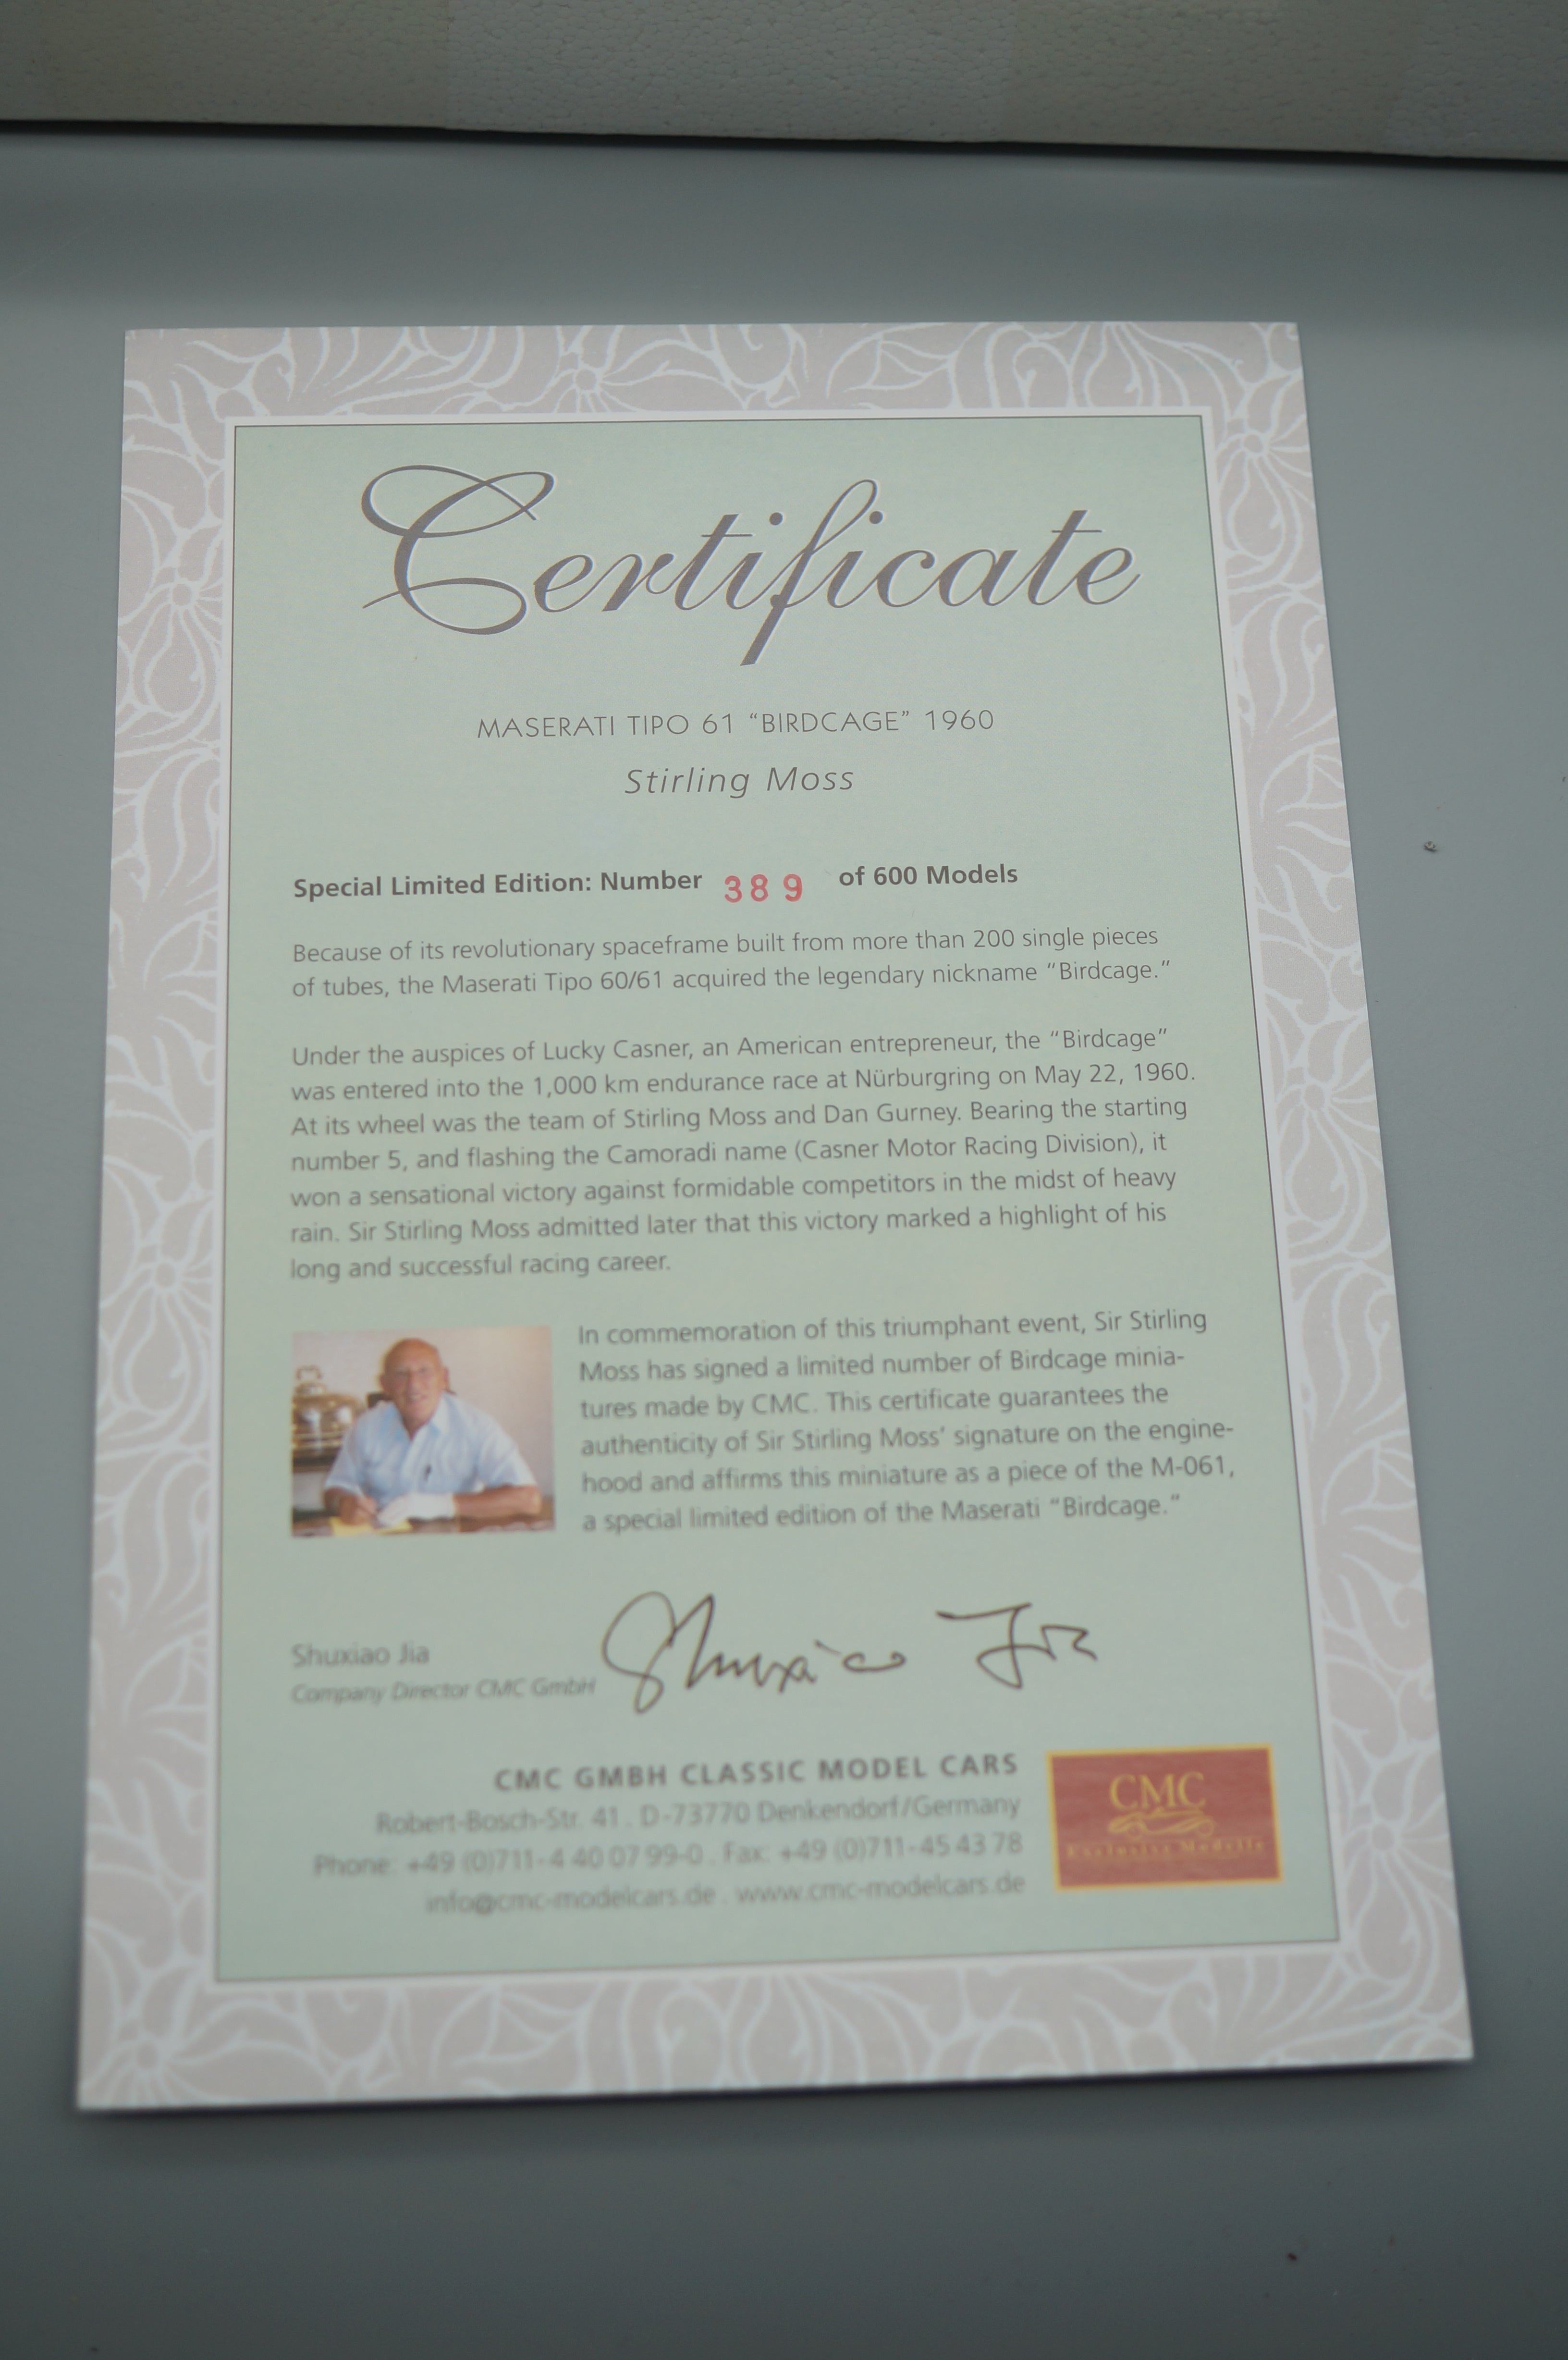 Certificate
MASERATI TIPO 61 “BIRDCAGE” 1960
Stirling Moss
Special Limited Edition: Number 389 of 600 Models
Because of its revolutionary spaceframe built from more than 200 single pieces
of tubes, the Maserati Tipo 60/61 acquired the legendary nickname “Birdcage.”
Under the auspices of Lucky Casner, an American entrepreneur, the “Birdcage”
was entered into the 1,000 km endurance race at Nürburgring on May 22, 1960.
At its wheel was the team of Stirling Moss and Dan Gurney. Bearing the starting
number 5, and flashing the Camoradi name (Casner Motor Racing Division), it
won a sensational victory against formidable competitors in the midst of heavy
rain. Sir Stirling Moss admitted later that this victory marked a highlight of his
long and successful racing career.
In commemoration of this triumphant event, Sir Stirling
Moss has signed a limited number of Birdcage minia-
tures made by CMC. This certificate guarantees the
authenticity of Sir Stirling Moss’ signature on the engine-
hood and affirms this miniature as a piece of the M-061,
a special limited edition of the Maserati “Birdcage.”
Shuxiao Jia
Shuxiao Jia
Company Director CMC GmbH
CMC GMBH CLASSIC MODEL CARS
Robert-Bosch-Str. 41 . D-73770 Denkendorf/Germany
Phone: +49 (0)711-4 40 07 99-0 . Fax: +49 (0)711-45 43 78
info@cmc-modelcars.de . www.cmc-modelcars.de
CMC
Exclusive Modelle